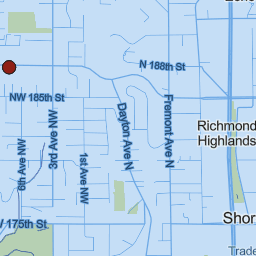 N 188th St
NW 185th St
Dayton Ave N
Fremont Ave N
Richmond
Highlands
3rd Ave NW
6th Ave NW
1st Ave NW
175th St
Shor
Trade